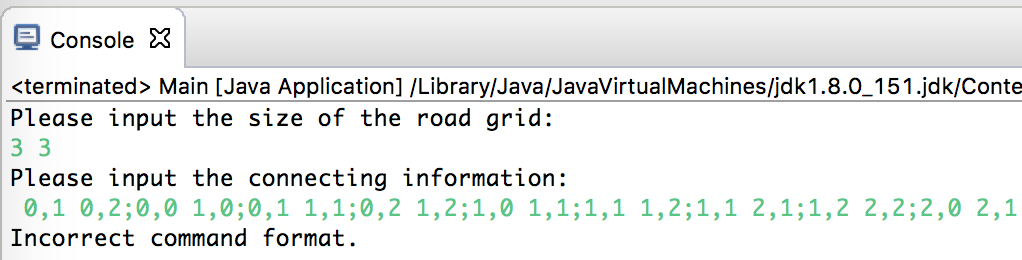 Console
<terminated> Main [Java Application] /Library/Java/JavaVirtualMachines/jdk1.8.0_151.jdk/Conte
Please input the size of the road grid:
3 3
Please input the connecting information:
 0,1 0,2;0,0 1,0;0,1 1,1;0,2 1,2;1,0 1,1;1,1 1,2;1,1 2,1;1,2 2,2;2,0 2,1
Incorrect command format.